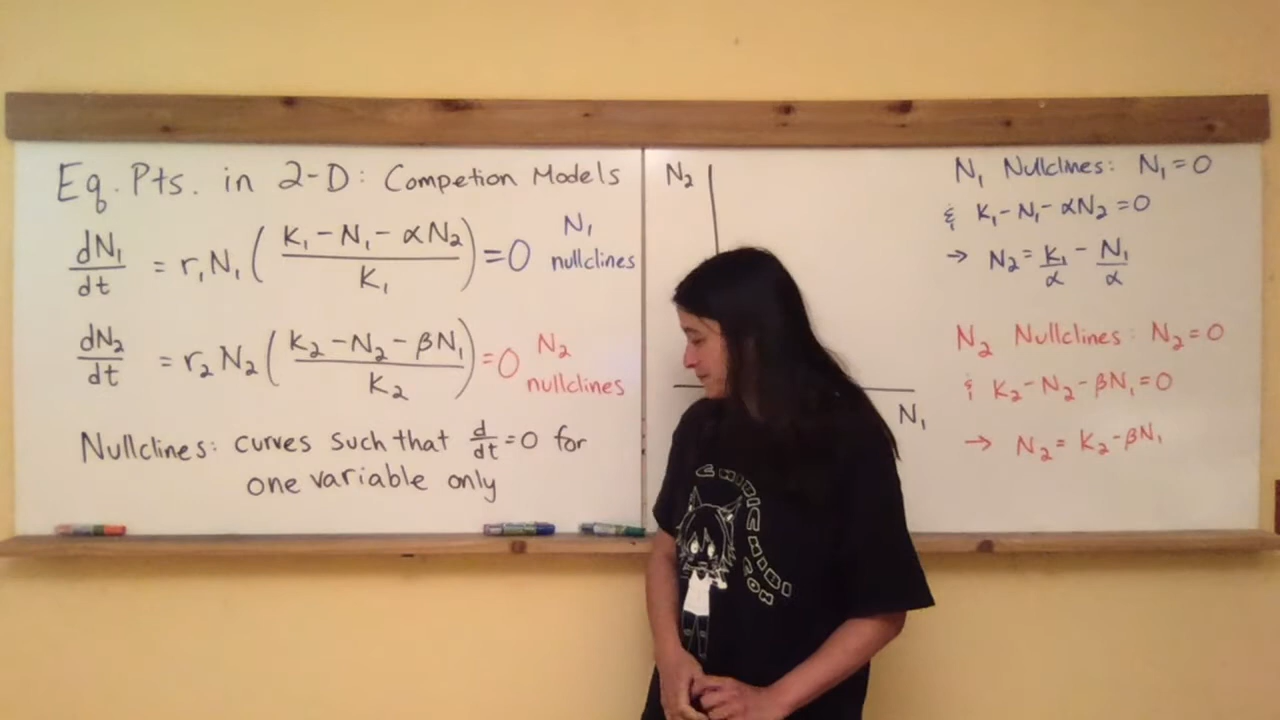 Eq. Pts. in 2-D: Competion Models
dN₁/dt = r₁N₁((K₁ - N₁ - αN₂)/K₁) = 0
N₁
nullclines
dN₂/dt = r₂N₂((K₂ - N₂ - βN₁)/K₂) = 0
N₂
nullclines
Nullclines: curves such that d/dt = 0 for
one variable only
N₂
N₁
N₁ Nullclines: N₁ = 0
& K₁ - N₁ - αN₂ = 0
→ N₂ = K₁/α - N₁/α
N₂ Nullclines: N₂ = 0
& K₂ - N₂ - βN₁ = 0
→ N₂ = K₂ - βN₁
CON